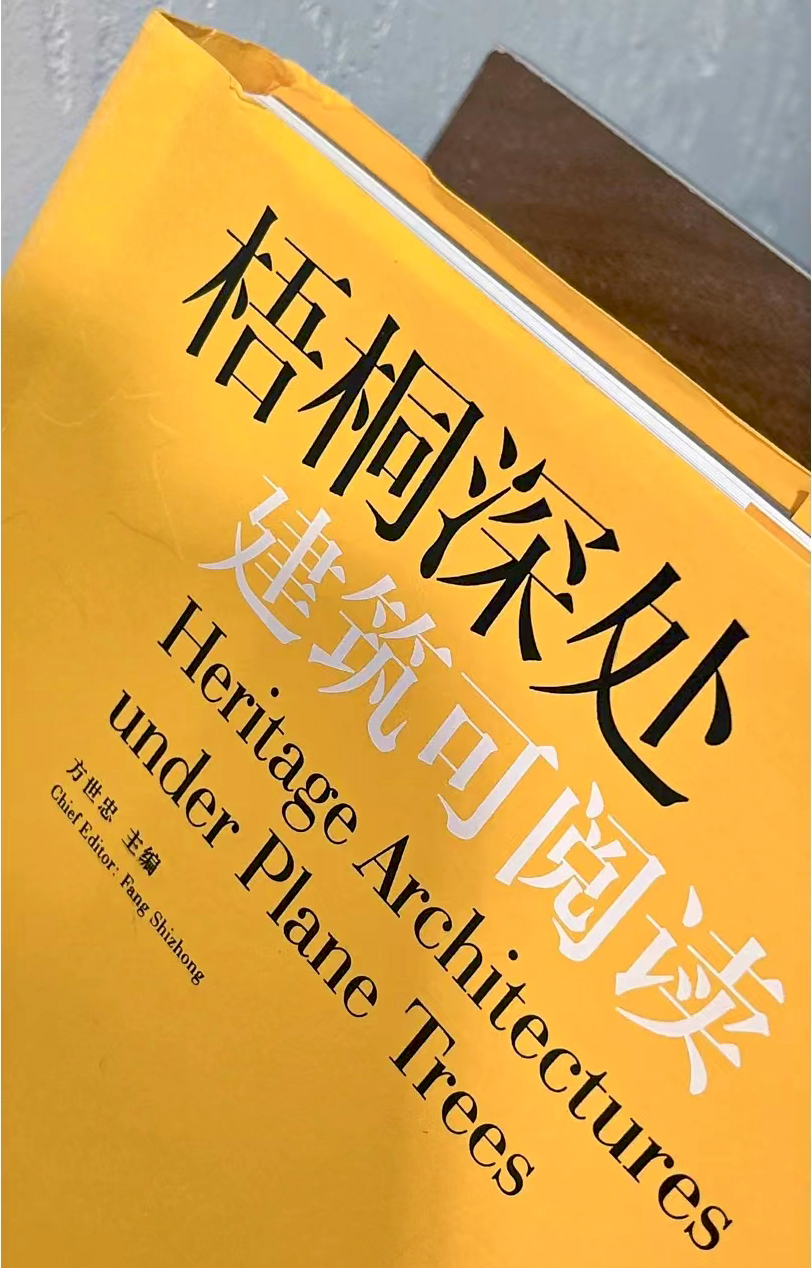 梧桐深处
建筑可阅读
Heritage Architectures
under Plane Trees
方世忠 主编
Chief Editor: Fang Shizhong